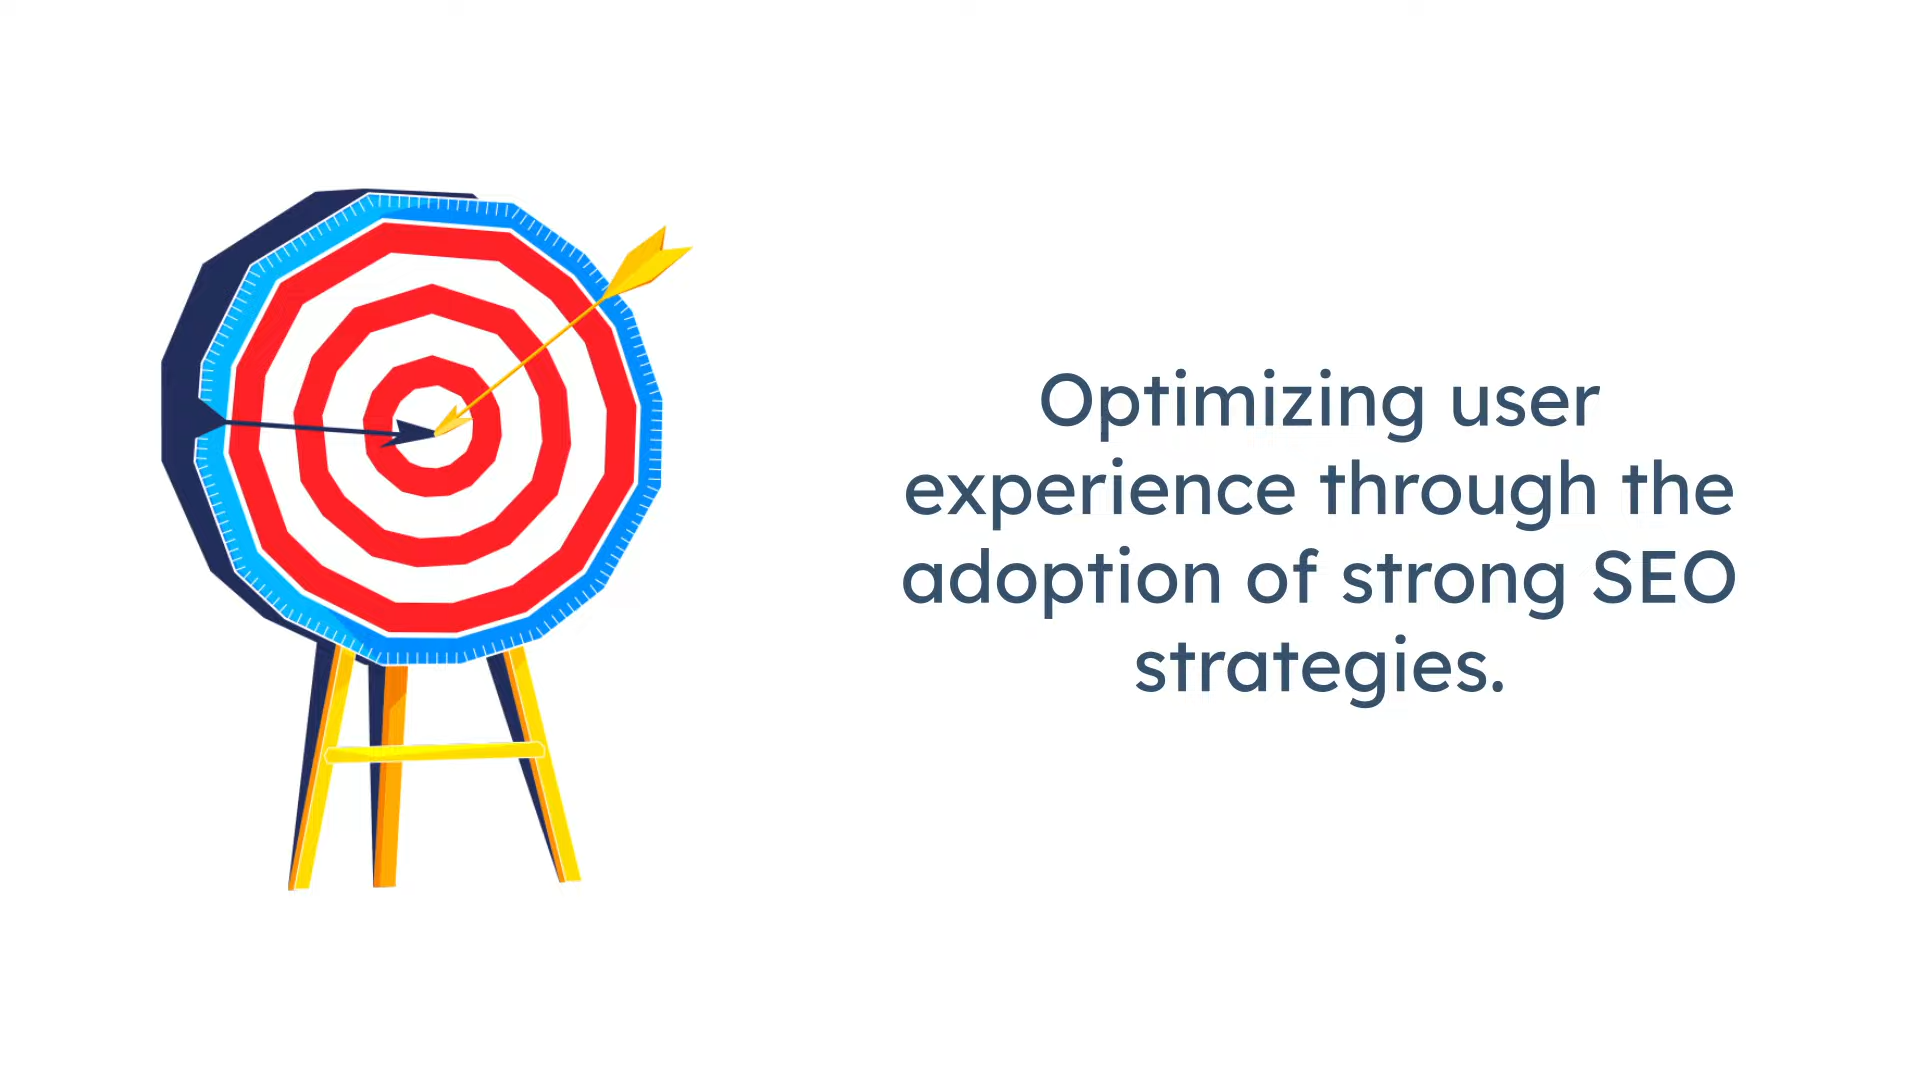 Optimizing user
experience through the
adoption of strong SEO
strategies.